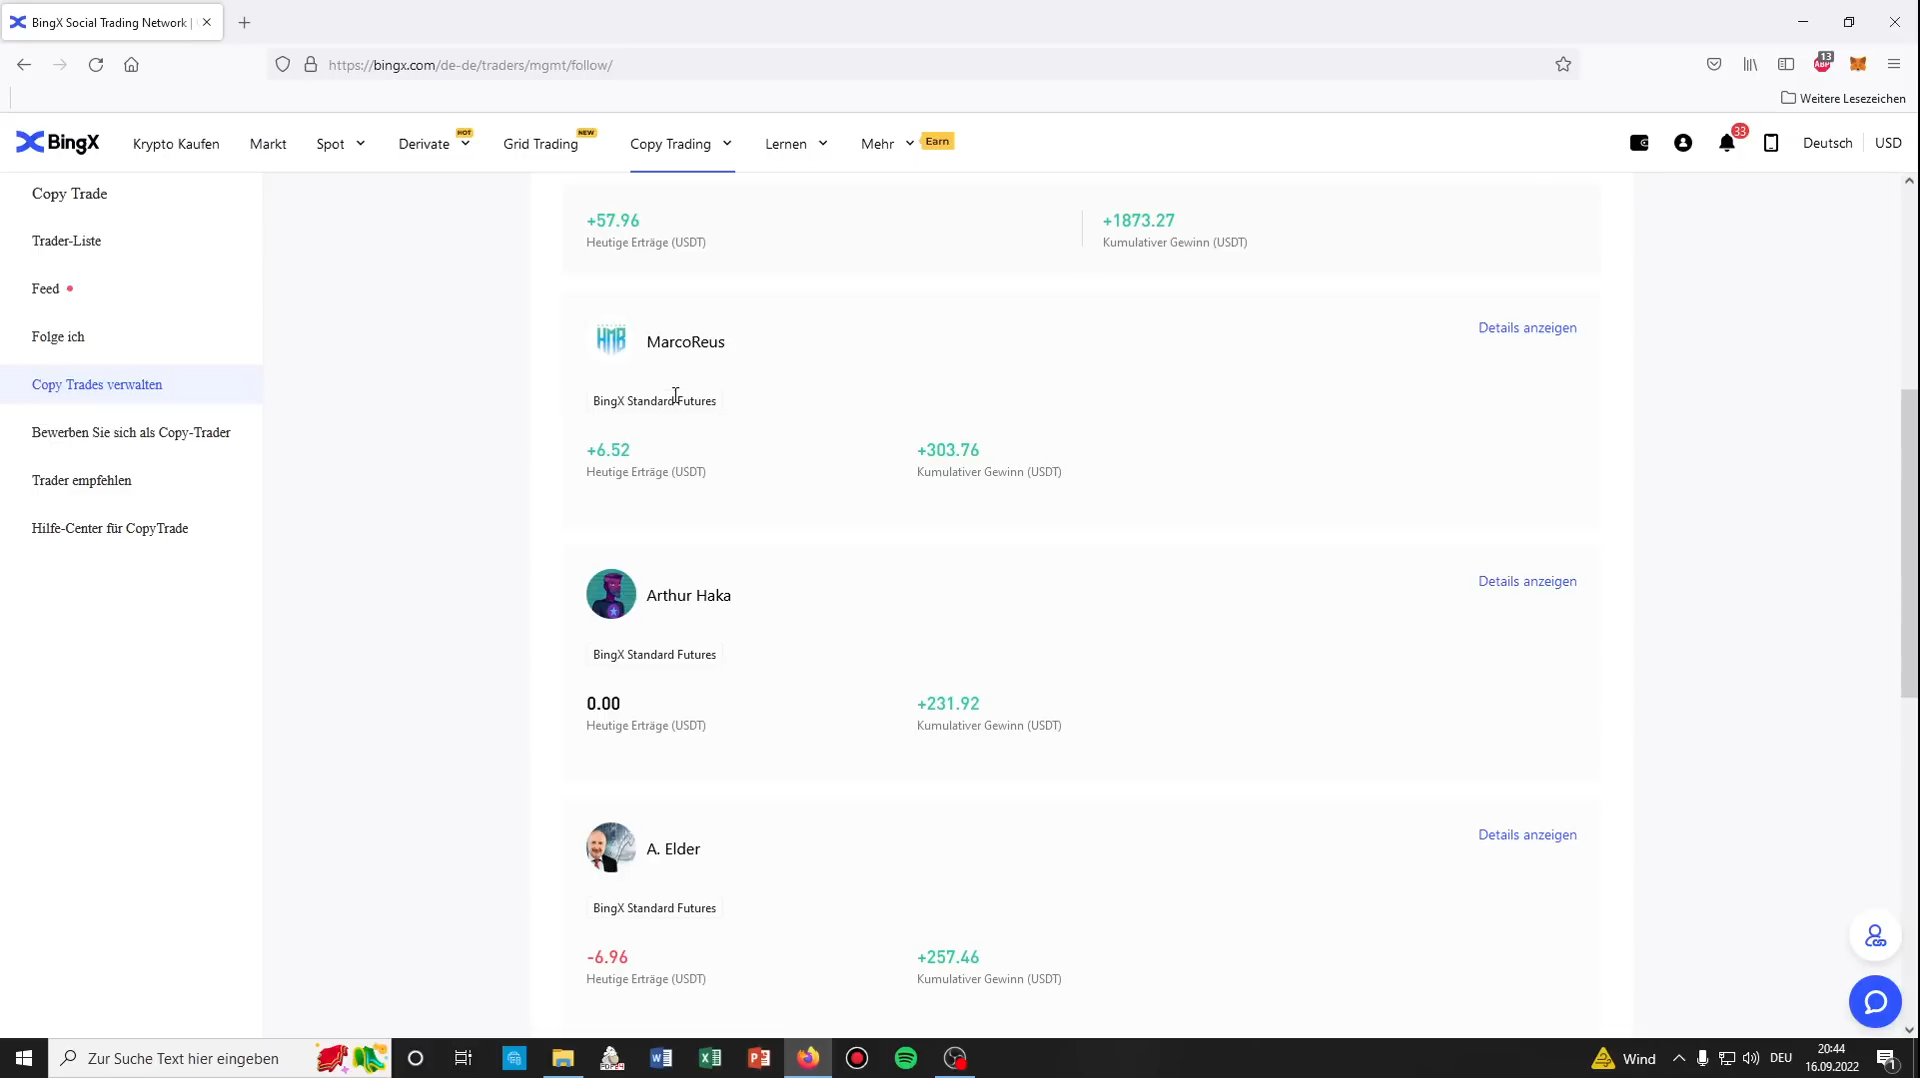 BingX Social Trading Network |
https://bingx.com/de-de/traders/mgmt/follow/
13
ABP
Weitere Lesezeichen
BingX
Krypto Kaufen
Markt
Spot
Derivate
HOT
Grid Trading
NEW
Copy Trading
Lernen
Mehr
Earn
33
Deutsch
USD
Copy Trade
Trader-Liste
Feed
Folge ich
Copy Trades verwalten
Bewerben Sie sich als Copy-Trader
Trader empfehlen
Hilfe-Center für CopyTrade
+57.96
Heutige Erträge (USDT)
+1873.27
Kumulativer Gewinn (USDT)
HMB
MarcoReus
Details anzeigen
BingX Standard Futures
+6.52
Heutige Erträge (USDT)
+303.76
Kumulativer Gewinn (USDT)
Arthur Haka
Details anzeigen
BingX Standard Futures
0.00
Heutige Erträge (USDT)
+231.92
Kumulativer Gewinn (USDT)
A. Elder
Details anzeigen
BingX Standard Futures
-6.96
Heutige Erträge (USDT)
+257.46
Kumulativer Gewinn (USDT)
Zur Suche Text hier eingeben
Wind
DEU
20:44
16.09.2022
1